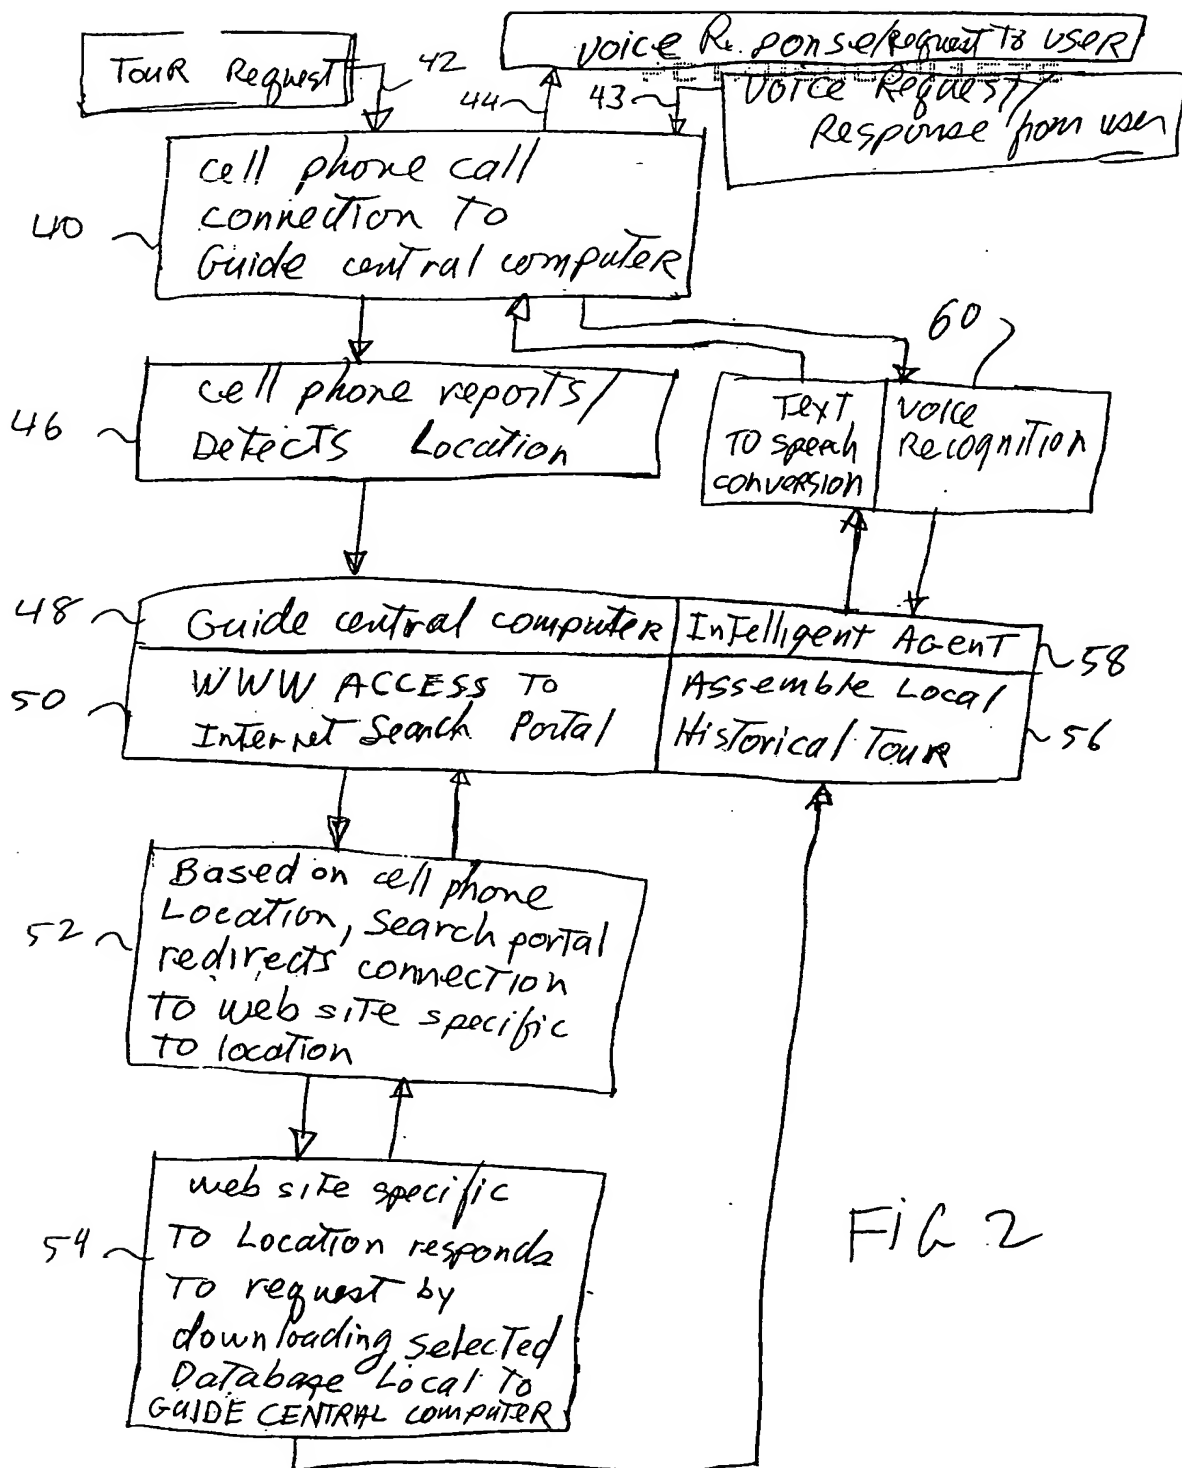 Tour Request
42
44
43
Voice Response/Request To user
Voice Request/
Response from user
40
cell phone call
connection To
Guide central computer
60
46
cell phone reports/
Detects Location
Text
To speech
conversion
Voice
Recognition
48
Guide central computer
Intelligent Agent
58
50
WWW ACCESS To
Internet Search Portal
Assemble Local
Historical Tour
56
52
Based on cell phone
Location, Search portal
redirects connection
To web site specific
To location
54
web site specific
To Location responds
To request by
downloading selected
Database Local To
GUIDE CENTRAL computer
FIG 2